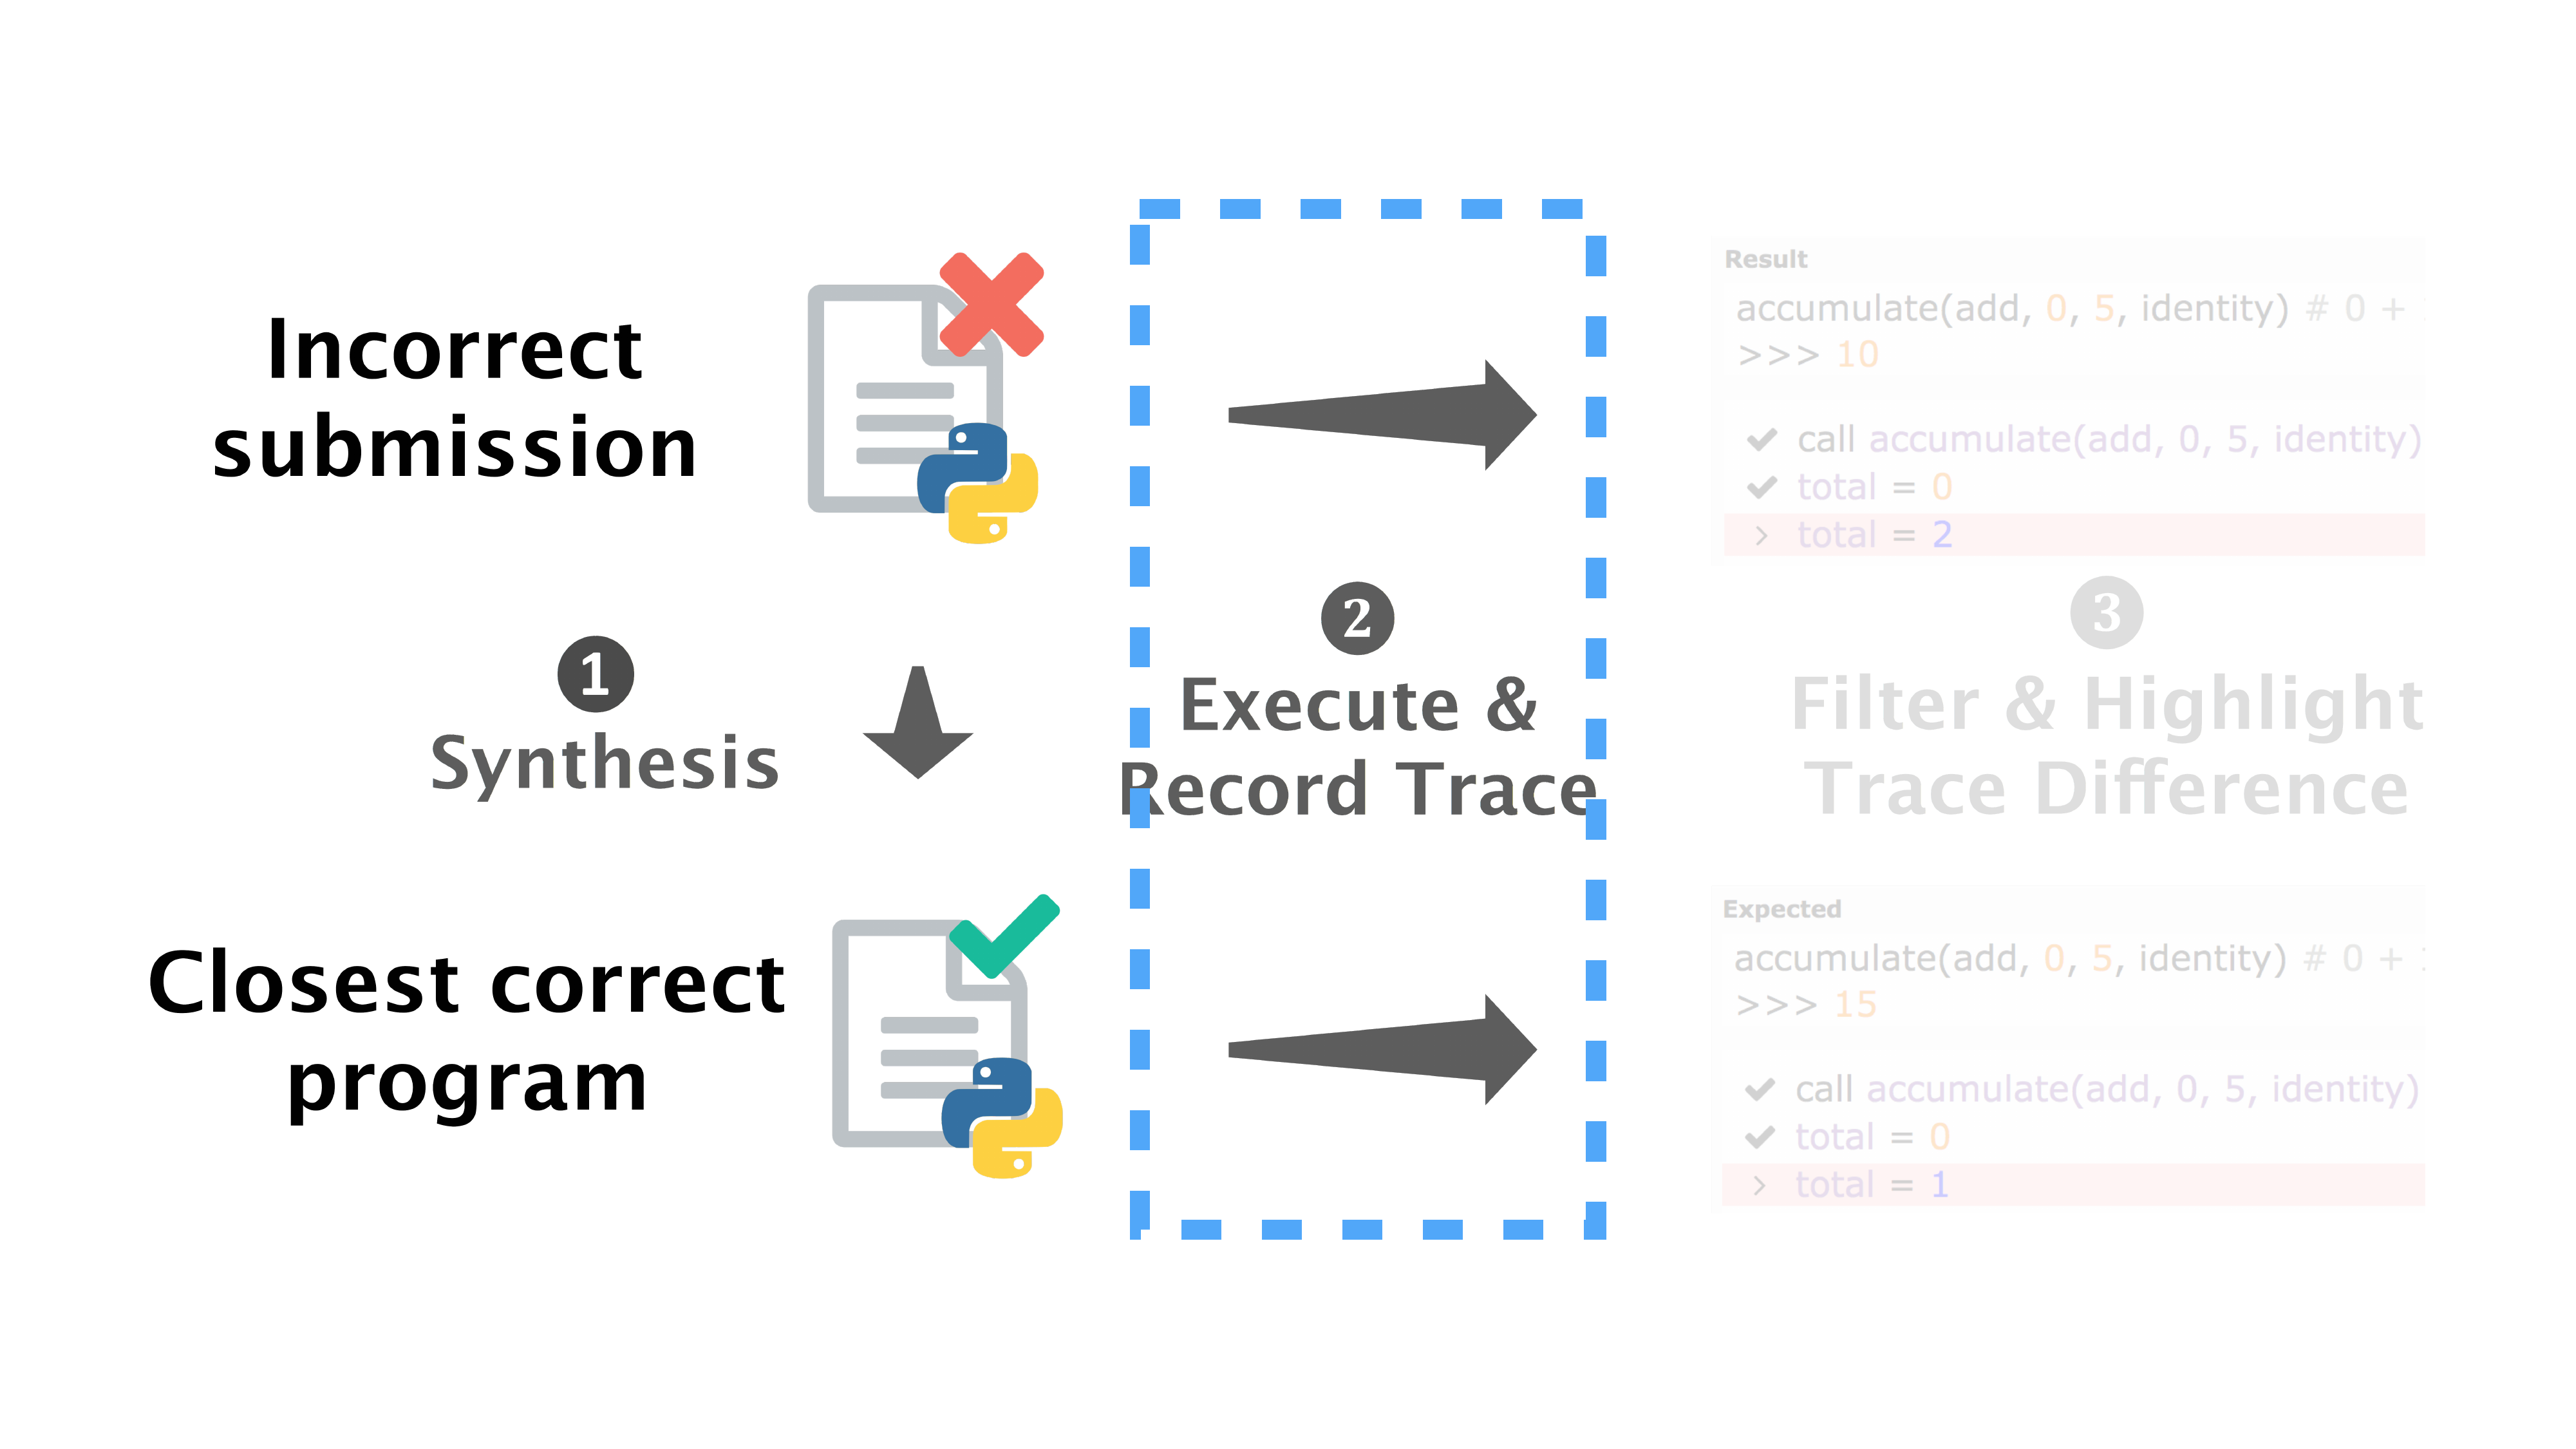 Incorrect
submission
1
Synthesis
Closest correct
program
2
Execute &
Record Trace
Result
accumulate(add, 0, 5, identity) # 0 +
>>> 10
✔ call accumulate(add, 0, 5, identity)
✔ total = 0
> total = 2
3
Filter & Highlight
Trace Difference
Expected
accumulate(add, 0, 5, identity) # 0 +
>>> 15
✔ call accumulate(add, 0, 5, identity)
✔ total = 0
> total = 1